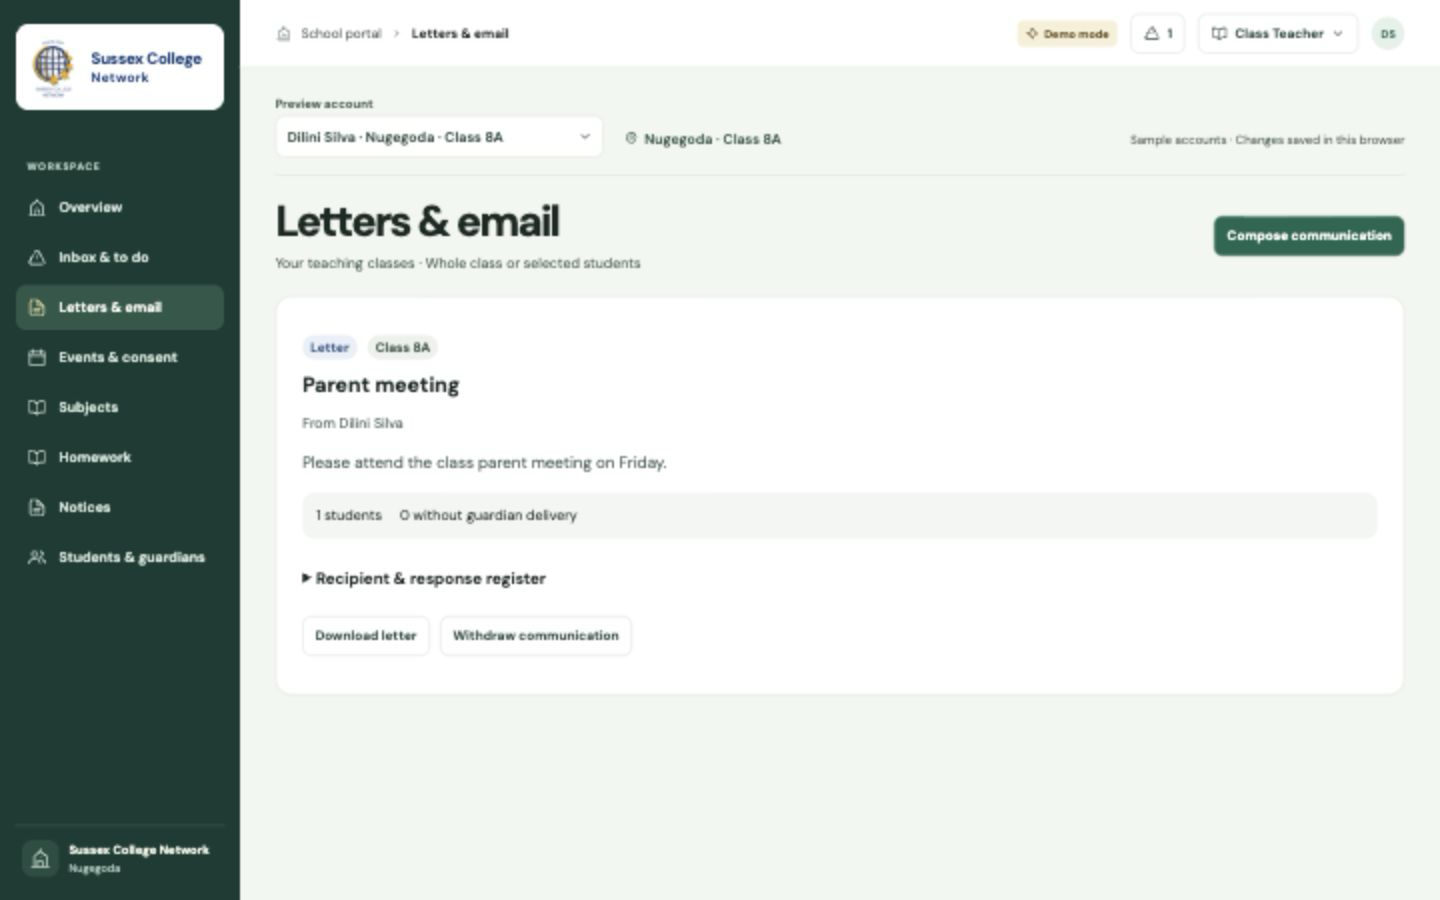 Sussex College
Network
WORKSPACE
Overview
Inbox & to do
Letters & email
Events & consent
Subjects
Homework
Notices
Students & guardians
Sussex College Network
Nugegoda
School portal
Letters & email
Demo mode
1
Class Teacher
DS
Preview account
Dilini Silva · Nugegoda · Class 8A
Nugegoda · Class 8A
Sample accounts · Changes saved in this browser
Letters & email
Your teaching classes · Whole class or selected students
Compose communication
Letter
Class 8A
Parent meeting
From Dilini Silva
Please attend the class parent meeting on Friday.
1 students
0 without guardian delivery
Recipient & response register
Download letter
Withdraw communication